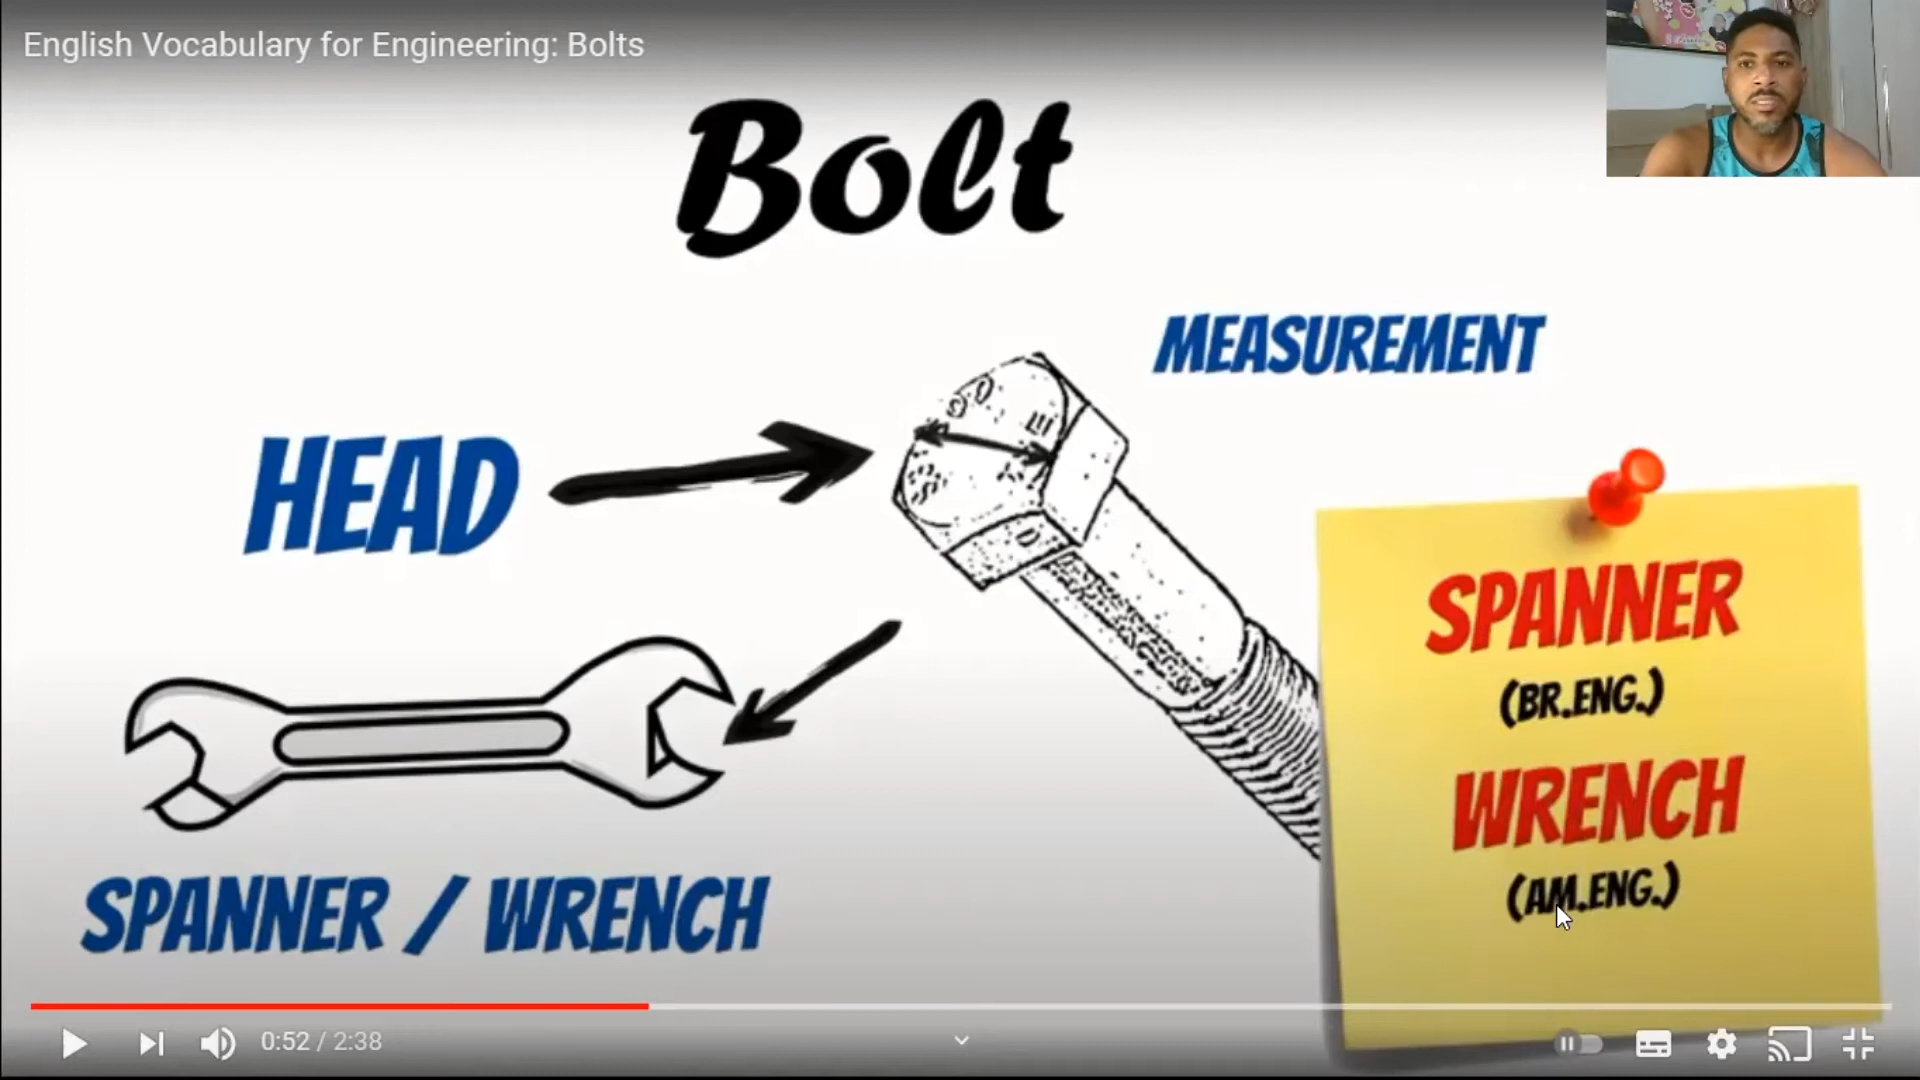 English Vocabulary for Engineering: Bolts
Bolt
MEASUREMENT
HEAD
SPANNER
(BR.ENG.)
WRENCH
(AM.ENG.)
SPANNER / WRENCH
0:52 / 2:38